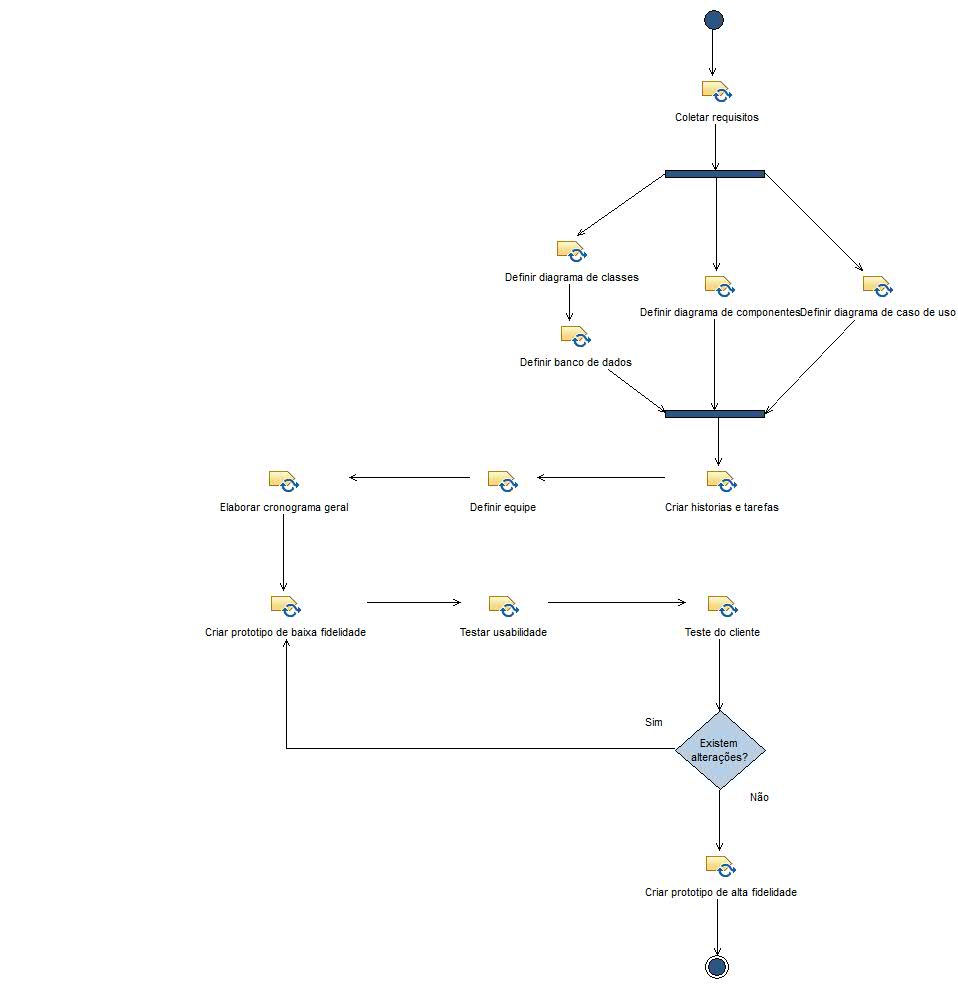 Coletar requisitos
Definir diagrama de classes
Definir diagrama de componentes
Definir diagrama de caso de uso
Definir banco de dados
Criar historias e tarefas
Definir equipe
Elaborar cronograma geral
Criar prototipo de baixa fidelidade
Testar usabilidade
Teste do cliente
Sim
Existem
alterações?
Não
Criar prototipo de alta fidelidade